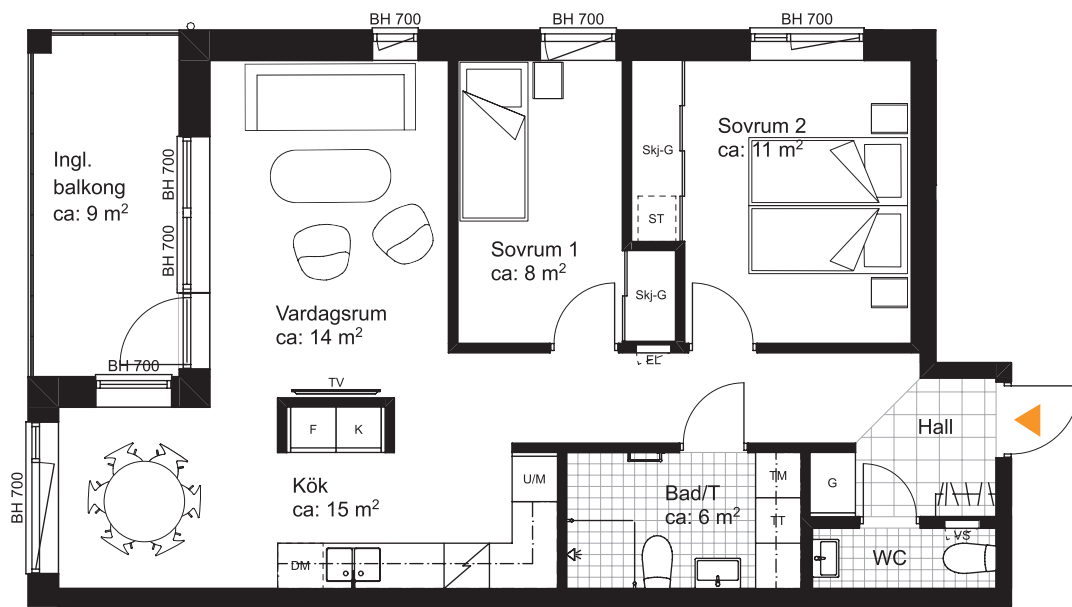 BH 700
BH 700
BH 700
Ingl.
balkong
ca: 9 m²
BH 700
BH 700
BH 700
Skj-G
ST
Sovrum 2
ca: 11 m²
Sovrum 1
ca: 8 m²
Skj-G
Vardagsrum
ca: 14 m²
EL
TV
F
K
Hall
BH 700
Kök
ca: 15 m²
U/M
DM
Bad/T
ca: 6 m²
TM
TT
G
VS
WC